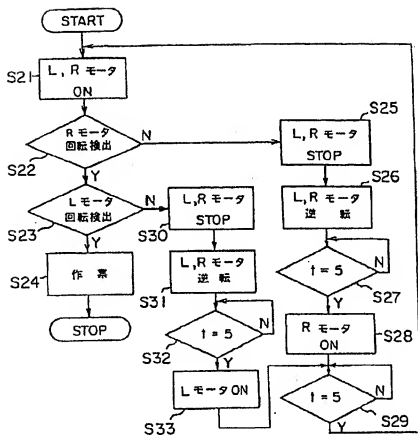 START
S21
L,R モータ
ON
S22
R モータ
回転検出
N
Y
S23
L モータ
回転検出
N
Y
S24
作業
STOP
S30
L,R モータ
STOP
S31
L,R モータ
逆転
S32
t=5
N
Y
S33
L モータ ON
S25
L,R モータ
STOP
S26
L,R モータ
逆転
S27
t=5
N
Y
S28
R モータ
ON
S29
t=5
N
Y